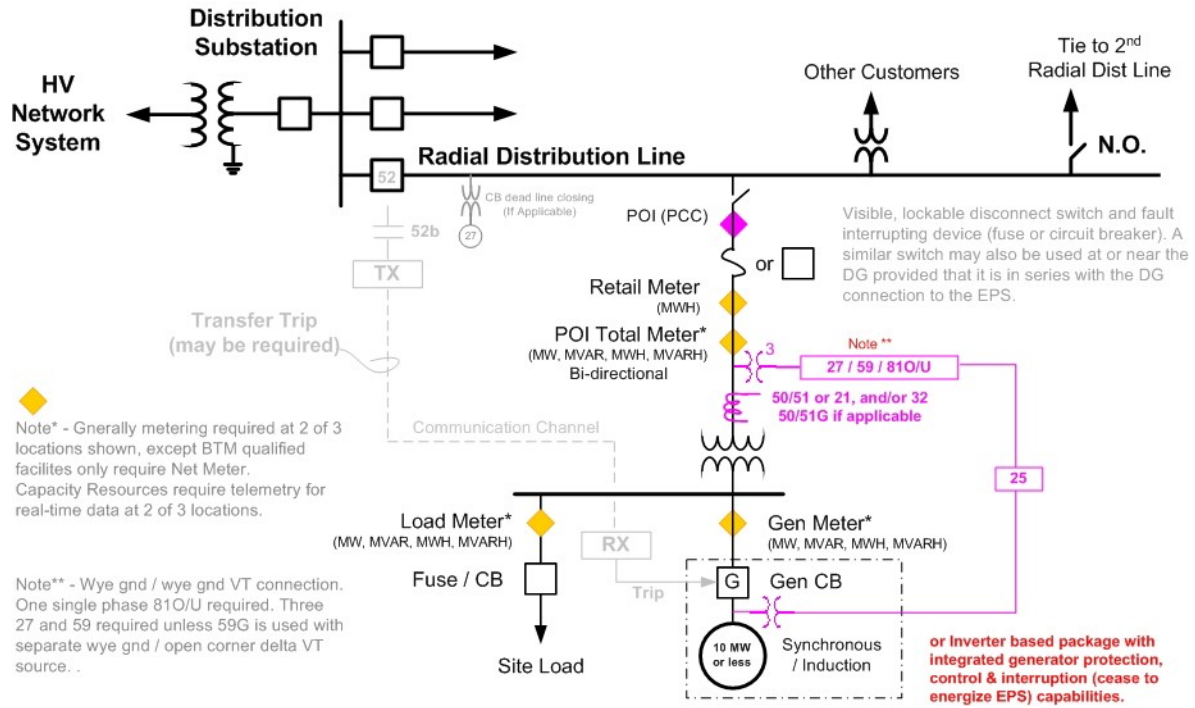 Distribution
Substation
HV
Network
System
Other Customers
Tie to 2nd
Radial Dist Line
N.O.
Radial Distribution Line
52
CB dead line closing
(If Applicable)
27
52b
TX
POI (PCC)
Visible, lockable disconnect switch and fault
interrupting device (fuse or circuit breaker). A
similar switch may also be used at or near the
DG provided that it is in series with the DG
connection to the EPS.
or
Retail Meter
(MWH)
Transfer Trip
(may be required)
POI Total Meter*
(MW, MVAR, MWH, MVARH)
Bi-directional
3
Note **
27 / 59 / 81O/U
50/51 or 21, and/or 32
50/51G if applicable
Note* - Gnerally metering required at 2 of 3
locations shown, except BTM qualified
facilites only require Net Meter.
Capacity Resources require telemetry for
real-time data at 2 of 3 locations.
Communication Channel
25
Load Meter*
(MW, MVAR, MWH, MVARH)
RX
Gen Meter*
(MW, MVAR, MWH, MVARH)
Fuse / CB
Trip
G
Gen CB
Note** - Wye gnd / wye gnd VT connection.
One single phase 81O/U required. Three
27 and 59 required unless 59G is used with
separate wye gnd / open corner delta VT
source. .
Site Load
10 MW
or less
Synchronous
/ Induction
or Inverter based package with
integrated generator protection,
control & interruption (cease to
energize EPS) capabilities.